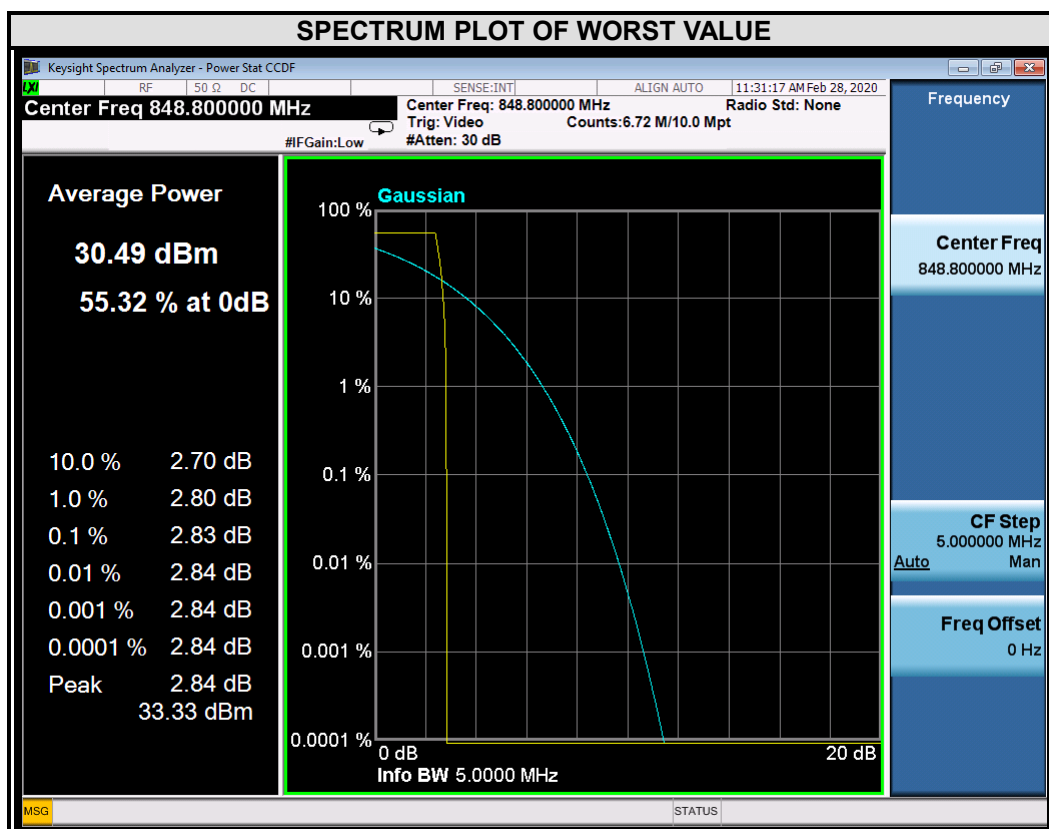 SPECTRUM PLOT OF WORST VALUE
Keysight Spectrum Analyzer - Power Stat CCDF
LXI RF 50 Ω DC SENSE:INT ALIGN AUTO 11:31:17 AM Feb 28, 2020
Center Freq 848.800000 MHz
Center Freq: 848.800000 MHz Radio Std: None
Trig: Video Counts:6.72 M/10.0 Mpt
#IFGain:Low #Atten: 30 dB
Average Power
30.49 dBm
55.32 % at 0dB
10.0 % 2.70 dB
1.0 % 2.80 dB
0.1 % 2.83 dB
0.01 % 2.84 dB
0.001 % 2.84 dB
0.0001 % 2.84 dB
Peak 2.84 dB
33.33 dBm
Gaussian
100 %
10 %
1 %
0.1 %
0.01 %
0.001 %
0.0001 %
0 dB 20 dB
Info BW 5.0000 MHz
Frequency
Center Freq
848.800000 MHz
CF Step
5.000000 MHz
Auto Man
Freq Offset
0 Hz
MSG STATUS